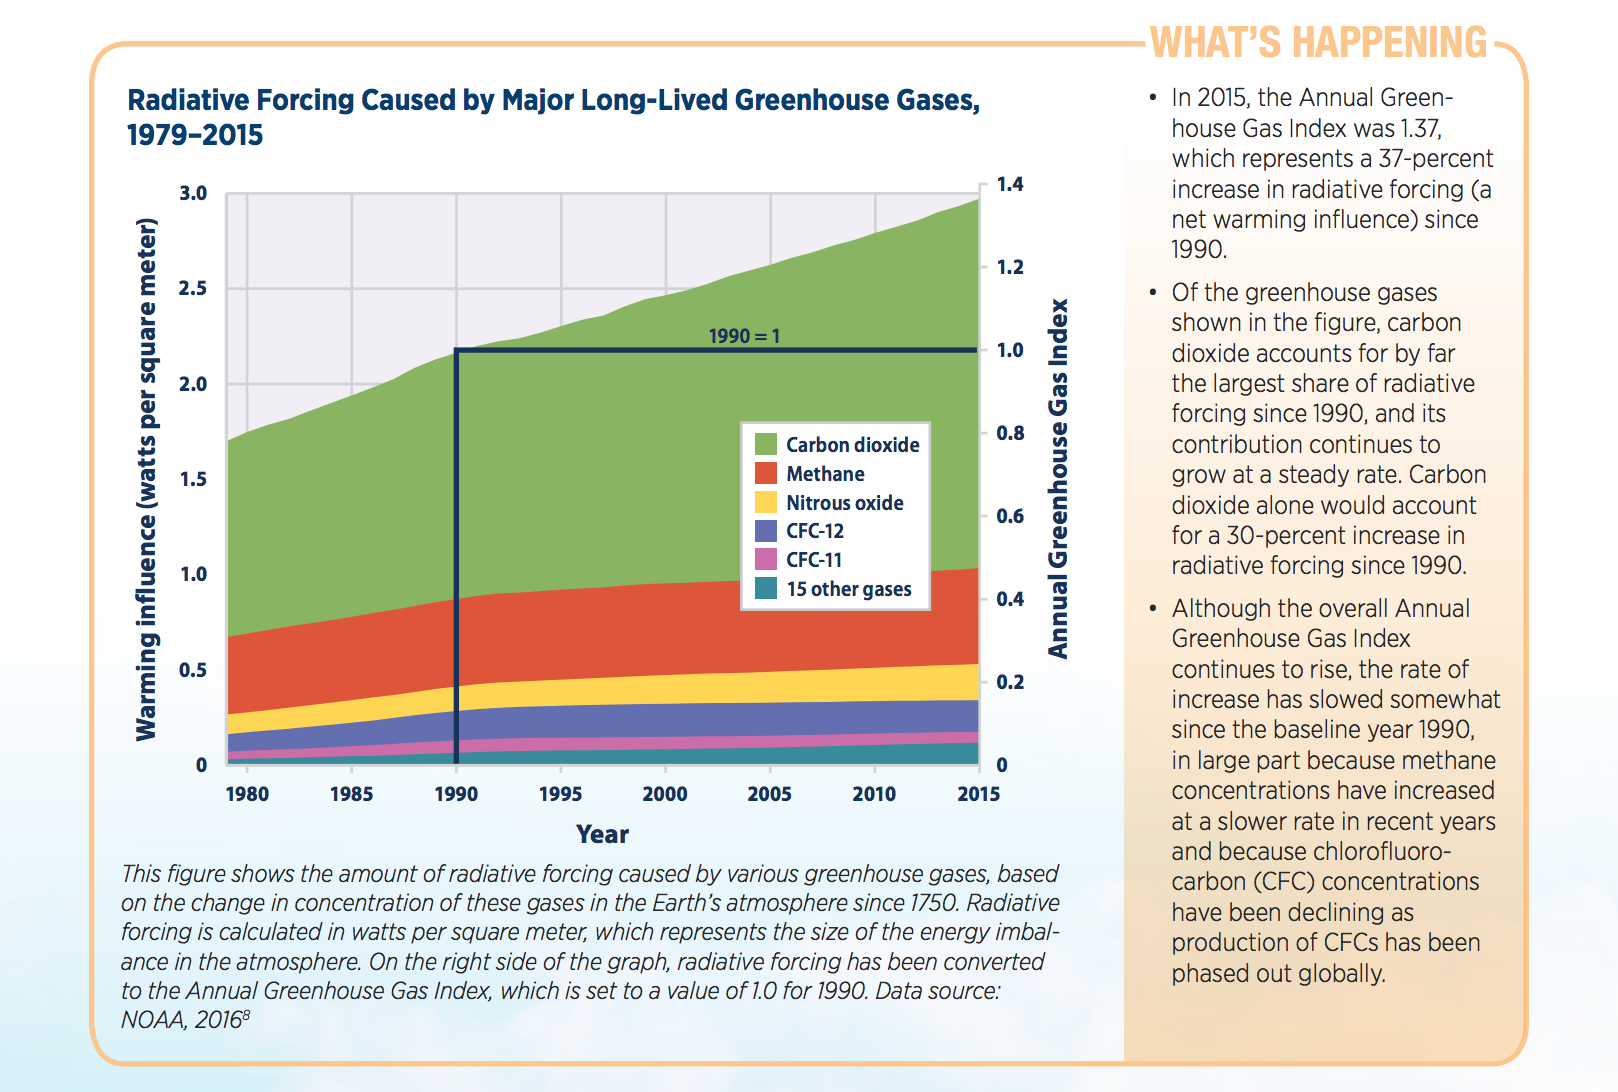 WHAT'S HAPPENING
Radiative Forcing Caused by Major Long-Lived Greenhouse Gases,
1979–2015
Warming influence (watts per square meter)
3.0
2.5
2.0
1.5
1.0
0.5
0
1990 = 1
Carbon dioxide
Methane
Nitrous oxide
CFC-12
CFC-11
15 other gases
1.4
1.2
1.0
0.8
0.6
0.4
0.2
0
Annual Greenhouse Gas Index
1980 1985 1990 1995 2000 2005 2010 2015
Year
This figure shows the amount of radiative forcing caused by various greenhouse gases, based
on the change in concentration of these gases in the Earth's atmosphere since 1750. Radiative
forcing is calculated in watts per square meter, which represents the size of the energy imbal-
ance in the atmosphere. On the right side of the graph, radiative forcing has been converted
to the Annual Greenhouse Gas Index, which is set to a value of 1.0 for 1990. Data source:
NOAA, 2016⁸
• In 2015, the Annual Green-
house Gas Index was 1.37,
which represents a 37-percent
increase in radiative forcing (a
net warming influence) since
1990.
• Of the greenhouse gases
shown in the figure, carbon
dioxide accounts for by far
the largest share of radiative
forcing since 1990, and its
contribution continues to
grow at a steady rate. Carbon
dioxide alone would account
for a 30-percent increase in
radiative forcing since 1990.
• Although the overall Annual
Greenhouse Gas Index
continues to rise, the rate of
increase has slowed somewhat
since the baseline year 1990,
in large part because methane
concentrations have increased
at a slower rate in recent years
and because chlorofluoro-
carbon (CFC) concentrations
have been declining as
production of CFCs has been
phased out globally.